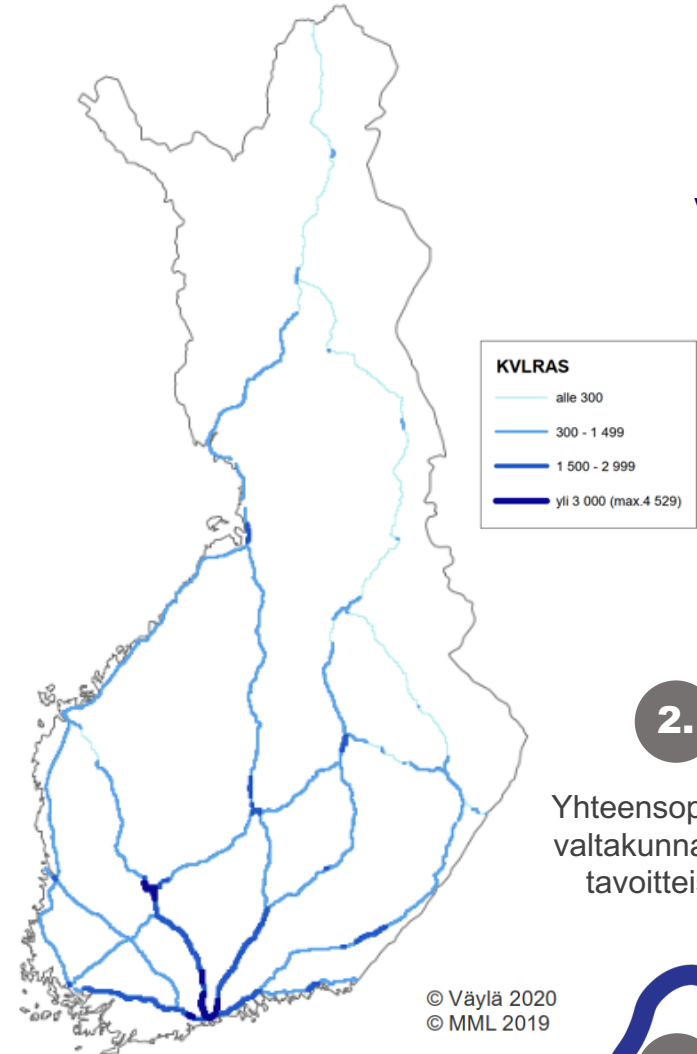 KVLRAS
alle 300
300 - 1 499
1 500 - 2 999
yli 3 000 (max.4 529)
2.
Yhteensop
valtakunna
tavoitteis
© Väylä 2020
© MML 2019